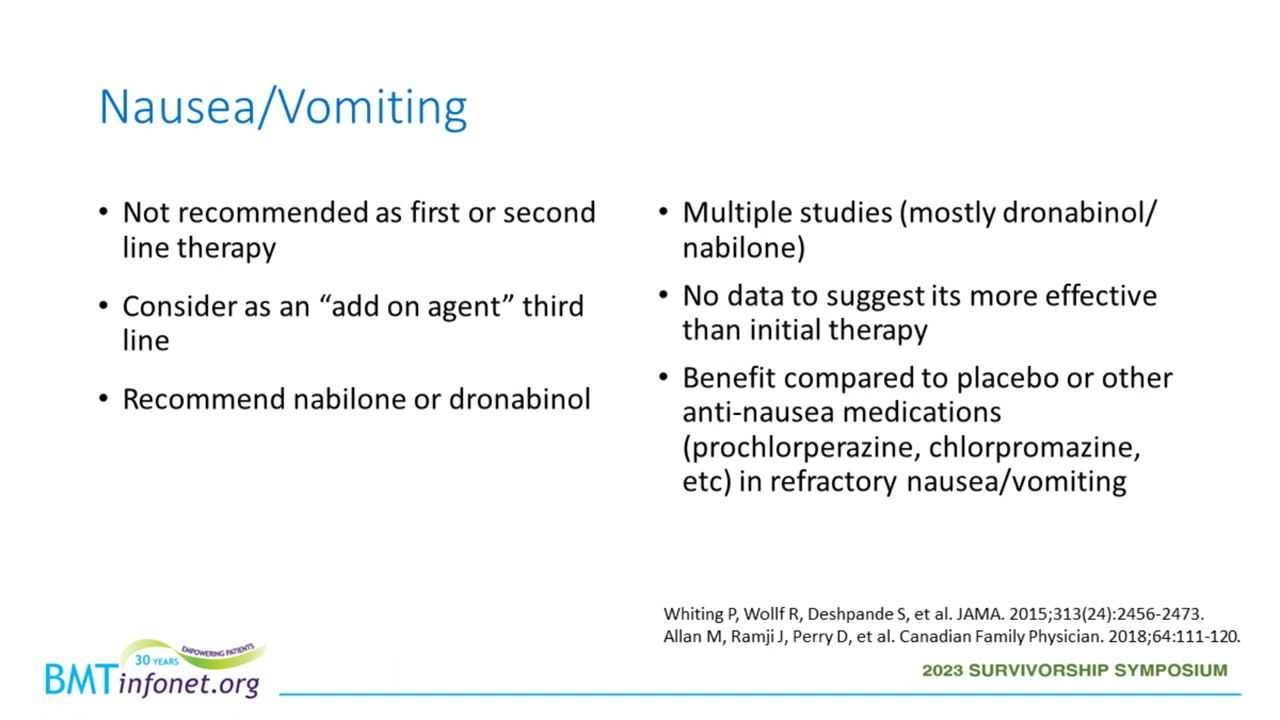 Nausea/Vomiting
• Not recommended as first or second
line therapy
• Consider as an “add on agent” third
line
• Recommend nabilone or dronabinol
• Multiple studies (mostly dronabinol/
nabilone)
• No data to suggest its more effective
than initial therapy
• Benefit compared to placebo or other
anti-nausea medications
(prochlorperazine, chlorpromazine,
etc) in refractory nausea/vomiting
Whiting P, Wollf R, Deshpande S, et al. JAMA. 2015;313(24):2456-2473.
Allan M, Ramji J, Perry D, et al. Canadian Family Physician. 2018;64:111-120.
30 YEARS EMPOWERING PATIENTS
BMTinfonet.org
2023 SURVIVORSHIP SYMPOSIUM